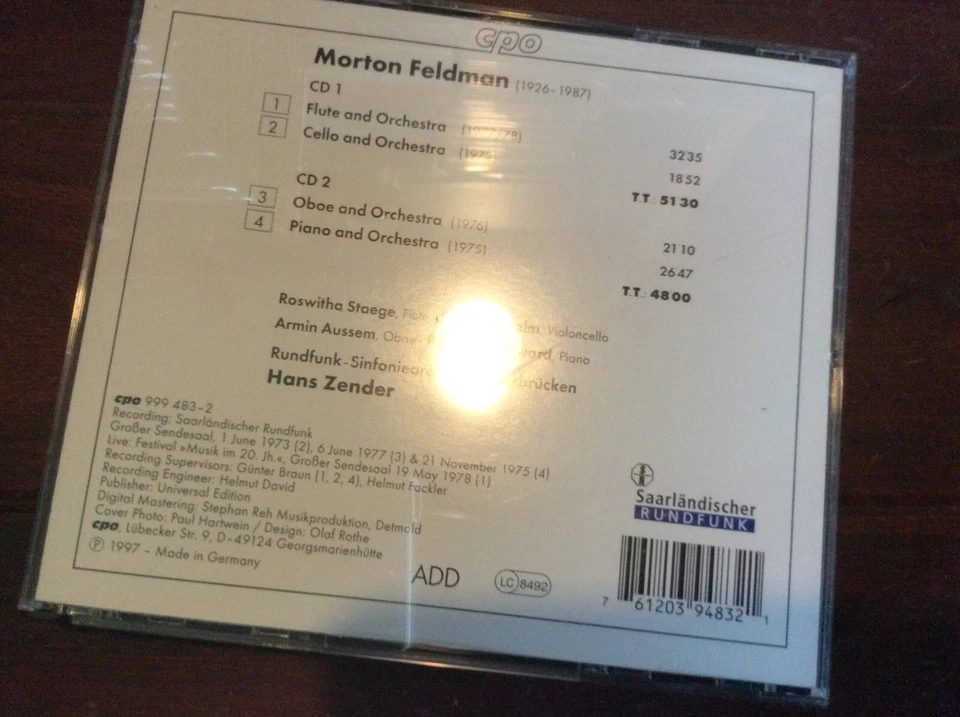 cpo
Morton Feldman (1926-1987)
CD 1
1 Flute and Orchestra (1977/78) 32 35
2 Cello and Orchestra 18 52
T.T.: 51 30
CD 2
3 Oboe and Orchestra (1976) 21 10
4 Piano and Orchestra (1975) 26 47
T.T.: 48 00
Roswitha Staege, Flute Violoncello
Armin Aussem, Oboe - Piano
Rundfunk-Sinfonieorc rbrücken
Hans Zender
cpo 999 483-2
Recording: Saarländischer Rundfunk
Großer Sendesaal, 1 June 1973 (2), 6 June 1977 (3) & 21 November 1975 (4)
Live: Festival »Musik im 20. Jh.«, Großer Sendesaal 19 May 1978 (1)
Recording Supervisors: Günter Braun (1, 2, 4), Helmut Fackler
Recording Engineer: Helmut David
Publisher: Universal Edition
Digital Mastering: Stephan Reh Musikproduktion, Detmold
Cover Photo: Paul Hartwein / Design: Olaf Rothe
cpo, Lübecker Str. 9, D-49124 Georgsmarienhütte
℗ 1997 - Made in Germany
ADD
LC 8492
Saarländischer
RUNDFUNK
7 61203 94832 1